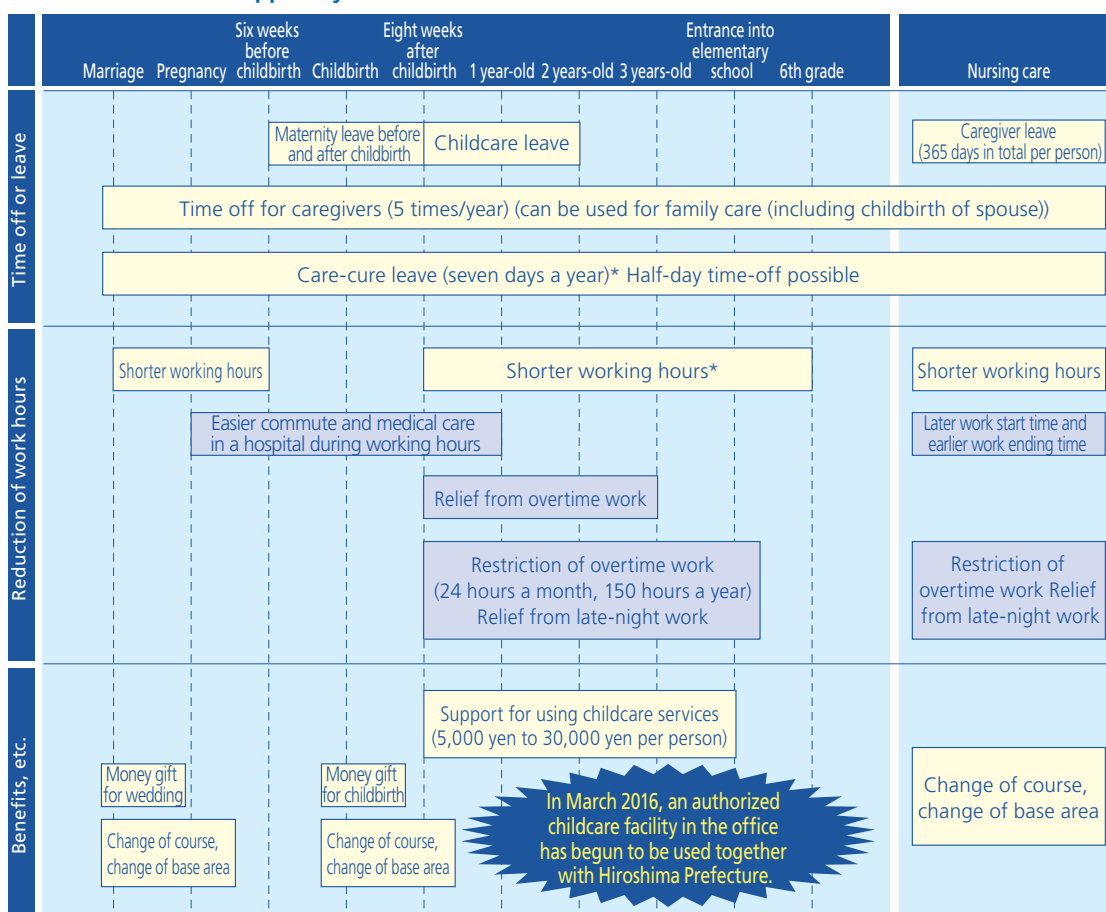 Six weeks
before
childbirth
Eight weeks
after
childbirth
Entrance into
elementary
school
Marriage Pregnancy Childbirth 1 year-old 2 years-old 3 years-old 6th grade Nursing care
Time off or leave
Maternity leave before
and after childbirth
Childcare leave
Caregiver leave
(365 days in total per person)
Time off for caregivers (5 times/year) (can be used for family care (including childbirth of spouse))
Care-cure leave (seven days a year)* Half-day time-off possible
Reduction of work hours
Shorter working hours
Shorter working hours*
Shorter working hours
Easier commute and medical care
in a hospital during working hours
Later work start time and
earlier work ending time
Relief from overtime work
Restriction of overtime work
(24 hours a month, 150 hours a year)
Relief from late-night work
Restriction of
overtime work Relief
from late-night work
Benefits, etc.
Support for using childcare services
(5,000 yen to 30,000 yen per person)
Money gift
for wedding
Money gift
for childbirth
Change of course,
change of base area
Change of course,
change of base area
In March 2016, an authorized
childcare facility in the office
has begun to be used together
with Hiroshima Prefecture.
Change of course,
change of base area